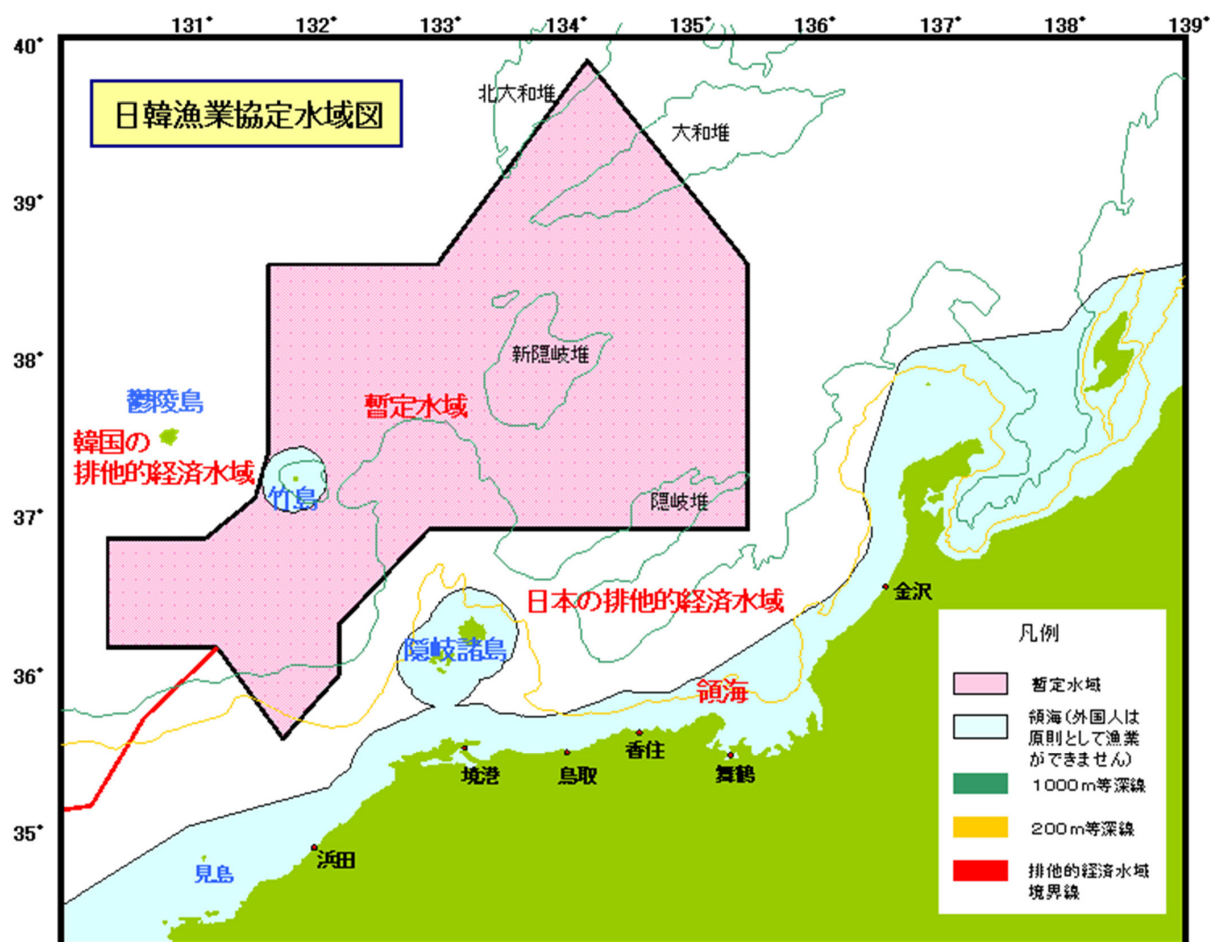 131° 132° 133° 134° 135° 136° 137° 138° 139°
40°
39°
38°
37°
36°
35°
日韓漁業協定水域図
北大和堆
大和堆
新隠岐堆
鬱陵島
暫定水域
韓国の
排他的経済水域
竹島
隠岐堆
日本の排他的経済水域
金沢
隠岐諸島
領海
香住
境港
鳥取
舞鶴
浜田
見島
凡例
暫定水域
領海(外国人は
原則として漁業
ができません)
1000m等深線
200m等深線
排他的経済水域
境界線